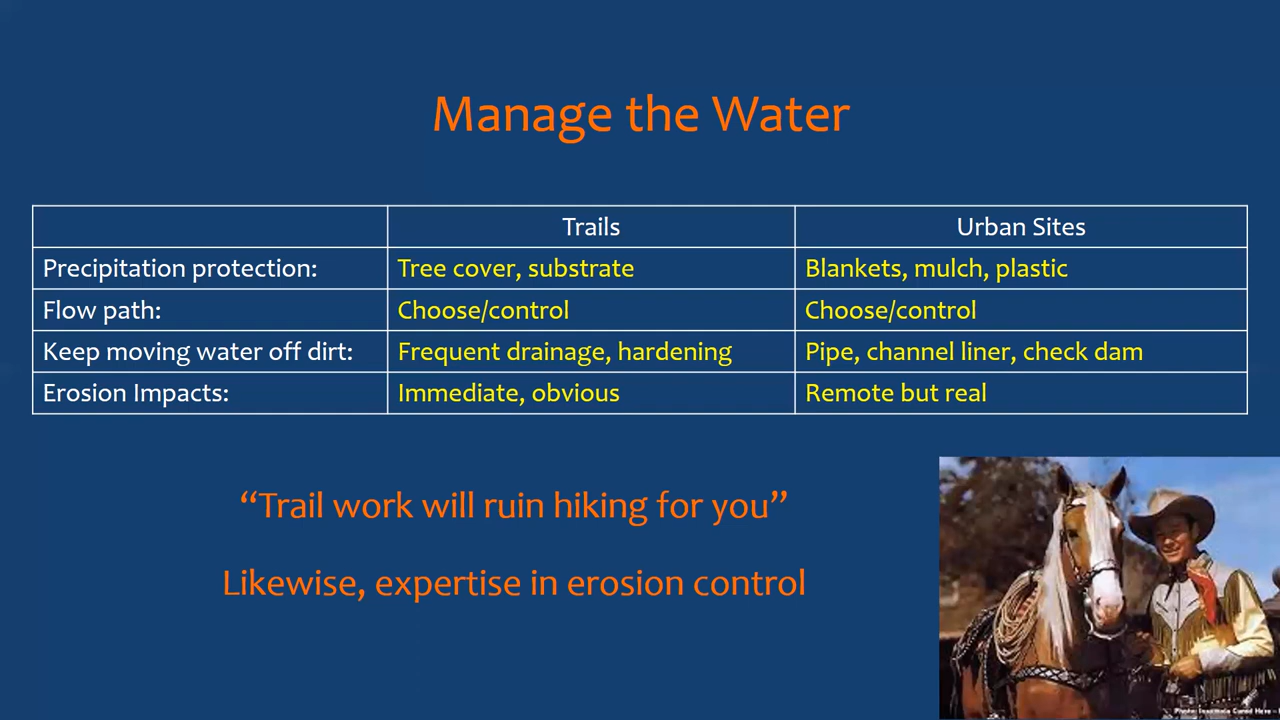 Manage the Water
Trails Urban Sites
Precipitation protection: Tree cover, substrate Blankets, mulch, plastic
Flow path: Choose/control Choose/control
Keep moving water off dirt: Frequent drainage, hardening Pipe, channel liner, check dam
Erosion Impacts: Immediate, obvious Remote but real
“Trail work will ruin hiking for you”
Likewise, expertise in erosion control